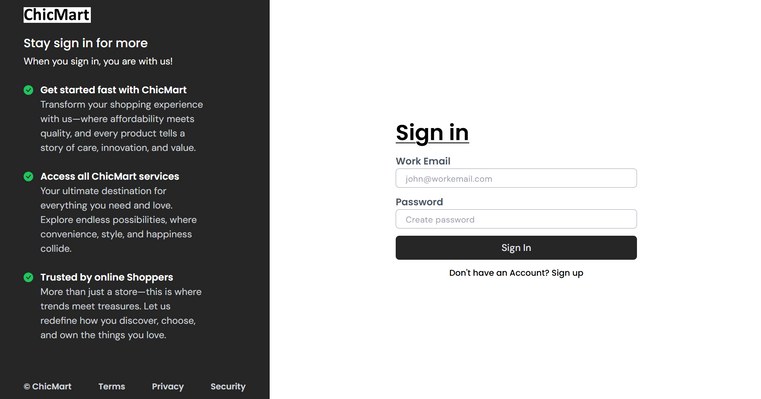 ChicMart
Stay sign in for more
When you sign in, you are with us!
Get started fast with ChicMart
Transform your shopping experience
with us—where affordability meets
quality, and every product tells a
story of care, innovation, and value.
Access all ChicMart services
Your ultimate destination for
everything you need and love.
Explore endless possibilities, where
convenience, style, and happiness
collide.
Trusted by online Shoppers
More than just a store—this is where
trends meet treasures. Let us
redefine how you discover, choose,
and own the things you love.
© ChicMart Terms Privacy Security
Sign in
Work Email
john@workemail.com
Password
Create password
Sign In
Don't have an Account? Sign up